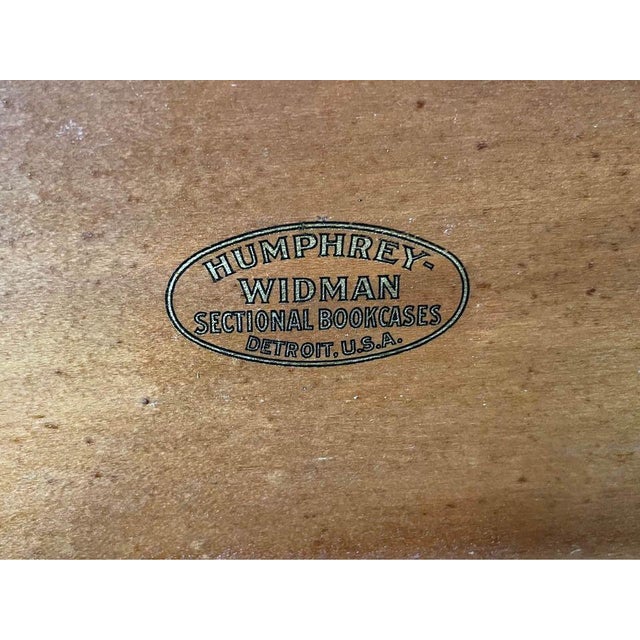 HUMPHREY-
WIDMAN
SECTIONAL BOOKCASES
DETROIT, U.S.A.